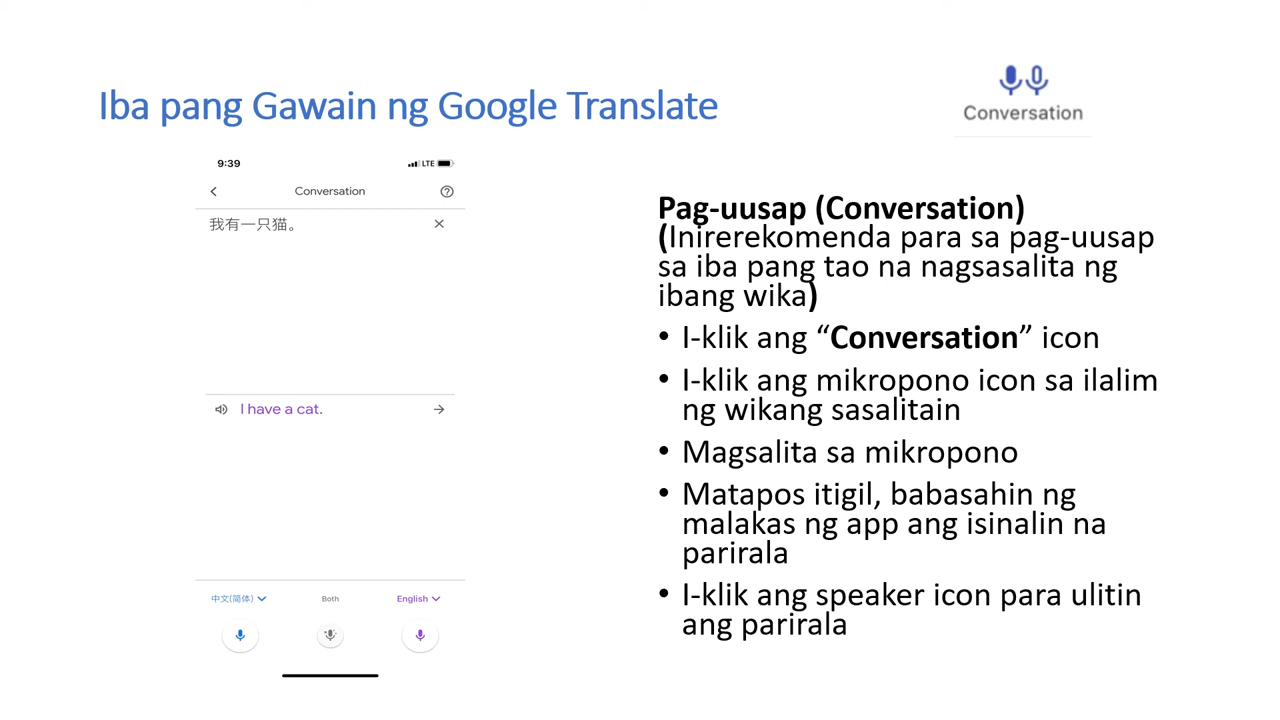 Iba pang Gawain ng Google Translate
Conversation
9:39
LTE
Conversation
我有一只猫。
I have a cat.
中文(简体)
Both
English
Pag-uusap (Conversation)
(Inirerekomenda para sa pag-uusap
sa iba pang tao na nagsasalita ng
ibang wika)
• I-klik ang “Conversation” icon
• I-klik ang mikropono icon sa ilalim
ng wikang sasalitain
• Magsalita sa mikropono
• Matapos itigil, babasahin ng
malakas ng app ang isinalin na
parirala
• I-klik ang speaker icon para ulitin
ang parirala